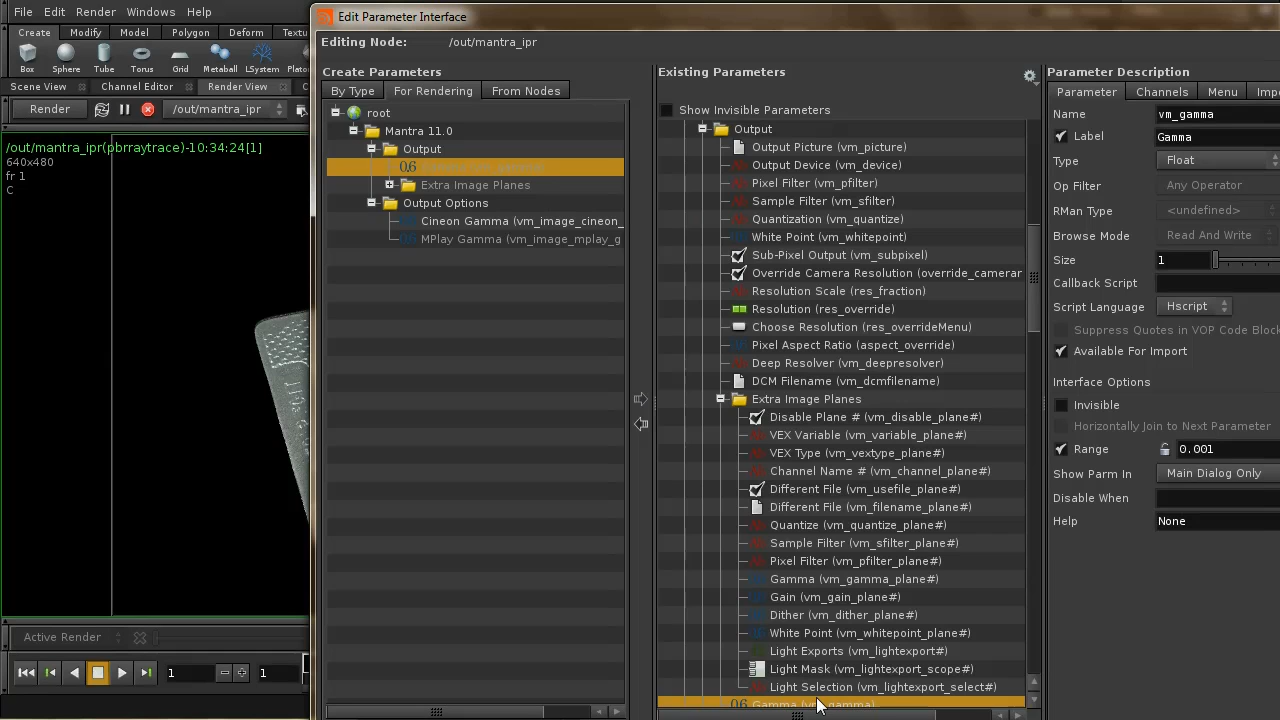 File Edit Render Windows Help
Edit Parameter Interface
Editing Node: /out/mantra_ipr
Create Modify Model Polygon Deform Textu
Box Sphere Tube Torus Grid Metaball LSystem Plato
Scene View Channel Editor Render View C
Render /out/mantra_ipr
/out/mantra_ipr(pbrraytrace)-10:34:24[1]
640x480
fr 1
C
Active Render
1 1
Create Parameters
By Type For Rendering From Nodes
root
Mantra 11.0
Output
Extra Image Planes
Output Options
Cineon Gamma (vm_image_cineon_
MPlay Gamma (vm_image_mplay_g
Existing Parameters
Show Invisible Parameters
Output
Output Picture (vm_picture)
Output Device (vm_device)
Pixel Filter (vm_pfilter)
Sample Filter (vm_sfilter)
Quantization (vm_quantize)
White Point (vm_whitepoint)
Sub-Pixel Output (vm_subpixel)
Override Camera Resolution (override_camerar
Resolution Scale (res_fraction)
Resolution (res_override)
Choose Resolution (res_overrideMenu)
Pixel Aspect Ratio (aspect_override)
Deep Resolver (vm_deepresolver)
DCM Filename (vm_dcmfilename)
Extra Image Planes
Disable Plane # (vm_disable_plane#)
VEX Variable (vm_variable_plane#)
VEX Type (vm_vextype_plane#)
Channel Name # (vm_channel_plane#)
Different File (vm_usefile_plane#)
Different File (vm_filename_plane#)
Quantize (vm_quantize_plane#)
Sample Filter (vm_sfilter_plane#)
Pixel Filter (vm_pfilter_plane#)
Gamma (vm_gamma_plane#)
Gain (vm_gain_plane#)
Dither (vm_dither_plane#)
White Point (vm_whitepoint_plane#)
Light Exports (vm_lightexport#)
Light Mask (vm_lightexport_scope#)
Light Selection (vm_lightexport_select#)
Gamma (vm_gamma)
Parameter Description
Parameter Channels Menu Impo
Name vm_gamma
Label Gamma
Type Float
Op Filter Any Operator
RMan Type <undefined>
Browse Mode Read And Write
Size 1
Callback Script
Script Language Hscript
Suppress Quotes in VOP Code Block
Available For Import
Interface Options
Invisible
Horizontally Join to Next Parameter
Range 0.001
Show Parm In Main Dialog Only
Disable When
Help None